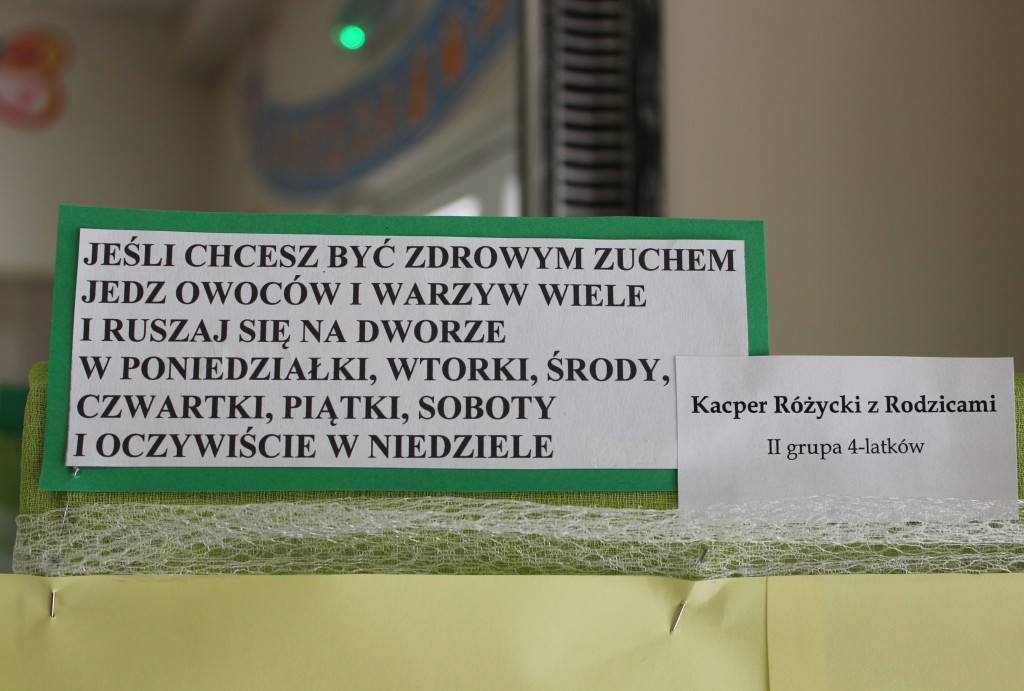 JEŚLI CHCESZ BYĆ ZDROWYM ZUCHEM
JEDZ OWOCÓW I WARZYW WIELE
I RUSZAJ SIĘ NA DWORZE
W PONIEDZIAŁKI, WTORKI, ŚRODY,
CZWARTKI, PIĄTKI, SOBOTY
I OCZYWIŚCIE W NIEDZIELE
Kacper Różycki z Rodzicami
II grupa 4-latków